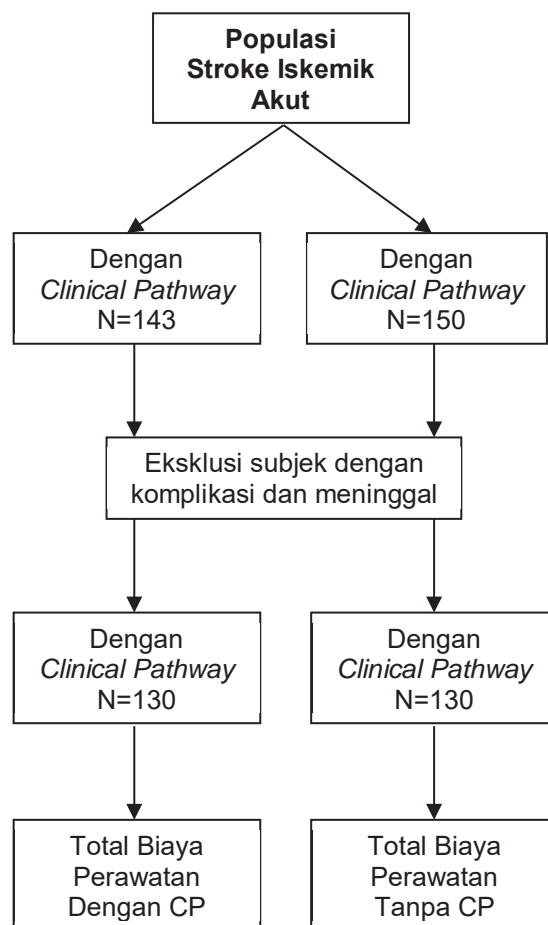 Populasi
Stroke Iskemik
Akut
Dengan
Clinical Pathway
N=143
Dengan
Clinical Pathway
N=150
Eksklusi subjek dengan
komplikasi dan meninggal
Dengan
Clinical Pathway
N=130
Dengan
Clinical Pathway
N=130
Total Biaya
Perawatan
Dengan CP
Total Biaya
Perawatan
Tanpa CP